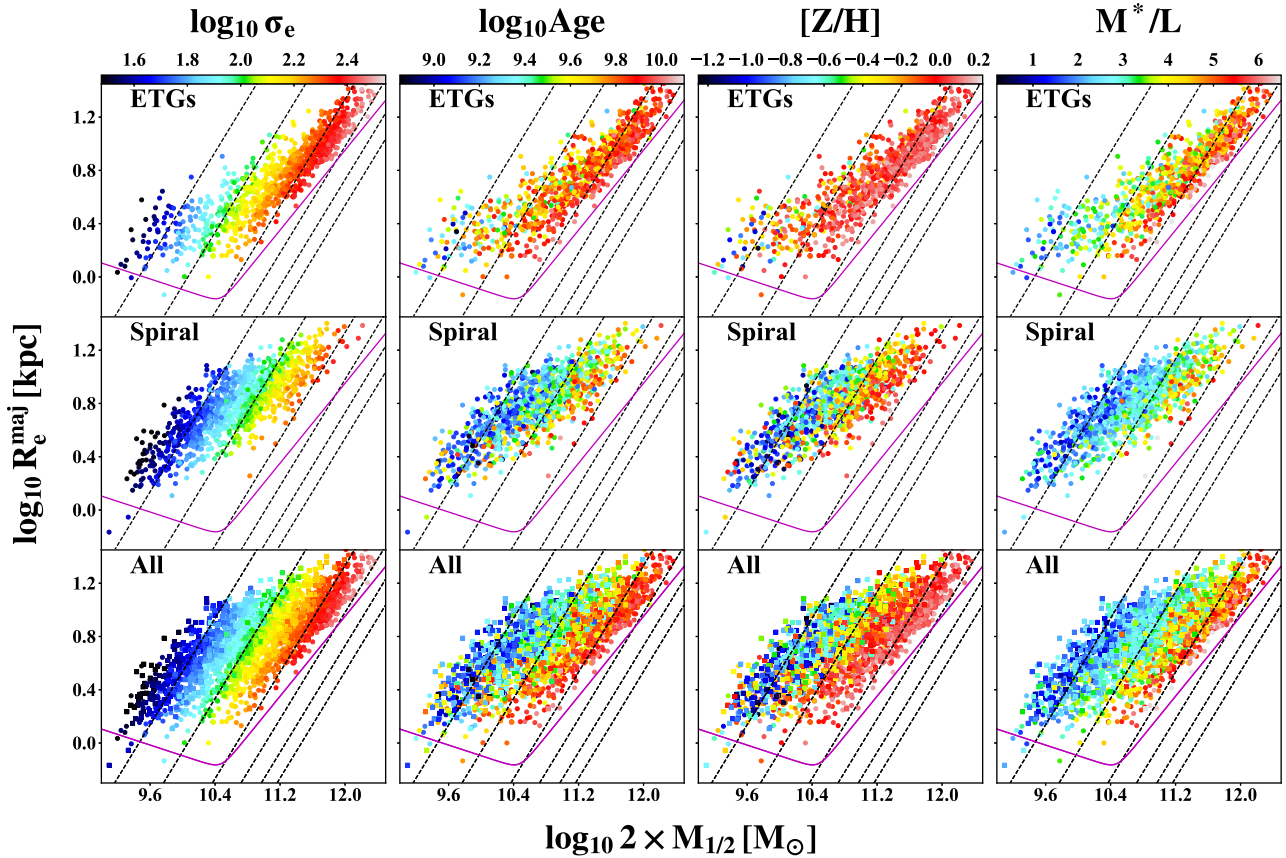 log₁₀ σₑ log₁₀Age [Z/H] M*/L
1.6 1.8 2.0 2.2 2.4 9.0 9.2 9.4 9.6 9.8 10.0 −1.2 −1.0 −0.8 −0.6 −0.4 −0.2 0.0 0.2 1 2 3 4 5 6
ETGs ETGs ETGs ETGs
1.2
0.8
0.4
0.0
Spiral Spiral Spiral Spiral
1.2
0.8
0.4
0.0
log₁₀ Rₑᵐᵃʲ [kpc]
All All All All
1.2
0.8
0.4
0.0
9.6 10.4 11.2 12.0 9.6 10.4 11.2 12.0 9.6 10.4 11.2 12.0 9.6 10.4 11.2 12.0
log₁₀ 2 × M₁/₂ [M⊙]